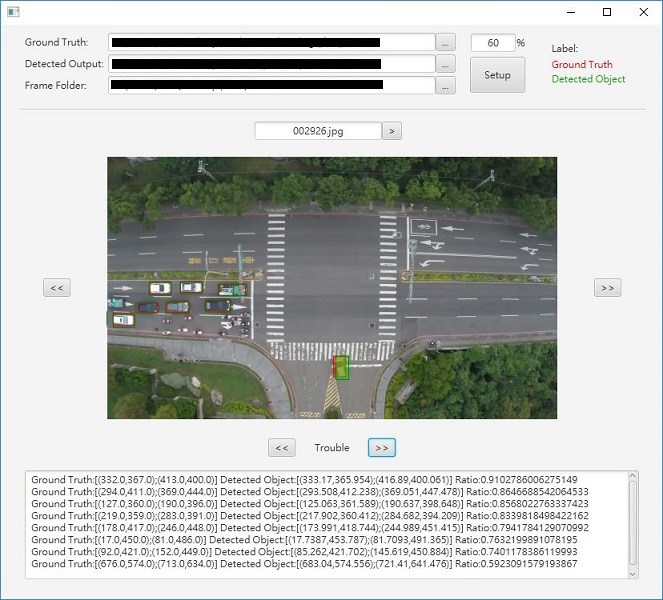 Ground Truth:
...
60 %
Detected Output:
...
Setup
Frame Folder:
...
Label:
Ground Truth
Detected Object
002926.jpg
>
<<
>>
<<
Trouble
>>
Ground Truth:[(332.0,367.0);(413.0,400.0)] Detected Object:[(333.17,365.954);(416.89,400.061)] Ratio:0.9102786006275149
Ground Truth:[(294.0,411.0);(369.0,444.0)] Detected Object:[(293.508,412.238);(369.051,447.478)] Ratio:0.8646688542064533
Ground Truth:[(127.0,360.0);(190.0,396.0)] Detected Object:[(125.063,361.589);(190.637,398.648)] Ratio:0.8568022763337423
Ground Truth:[(219.0,359.0);(283.0,391.0)] Detected Object:[(217.902,360.412);(284.682,394.209)] Ratio:0.8339818498422162
Ground Truth:[(178.0,417.0);(246.0,448.0)] Detected Object:[(173.991,418.744);(244.989,451.415)] Ratio:0.7941784129070992
Ground Truth:[(17.0,450.0);(81.0,486.0)] Detected Object:[(17.7387,453.787);(81.7093,491.365)] Ratio:0.7632199891078195
Ground Truth:[(92.0,421.0);(152.0,449.0)] Detected Object:[(85.262,421.702);(145.619,450.884)] Ratio:0.7401178386119993
Ground Truth:[(676.0,574.0);(713.0,634.0)] Detected Object:[(683.04,574.556);(721.41,641.476)] Ratio:0.5923091579193867